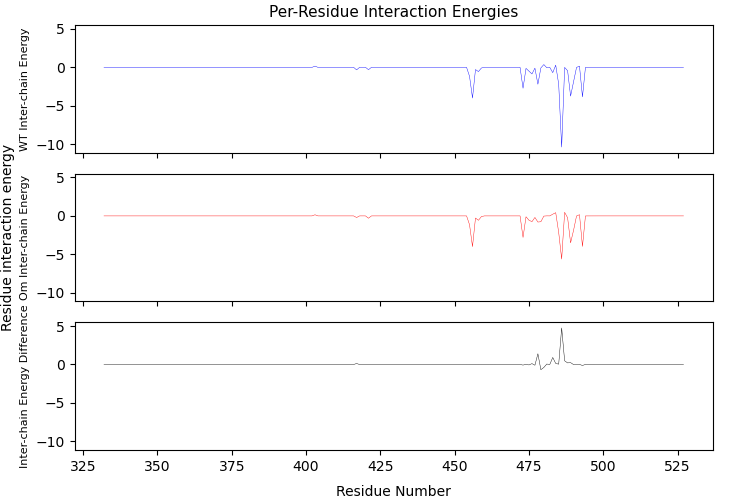 Per-Residue Interaction Energies
Residue interaction energy
WT Inter-chain Energy
5
0
−5
−10
Om Inter-chain Energy
5
0
−5
−10
Inter-chain Energy Difference
5
0
−5
−10
325 350 375 400 425 450 475 500 525
Residue Number